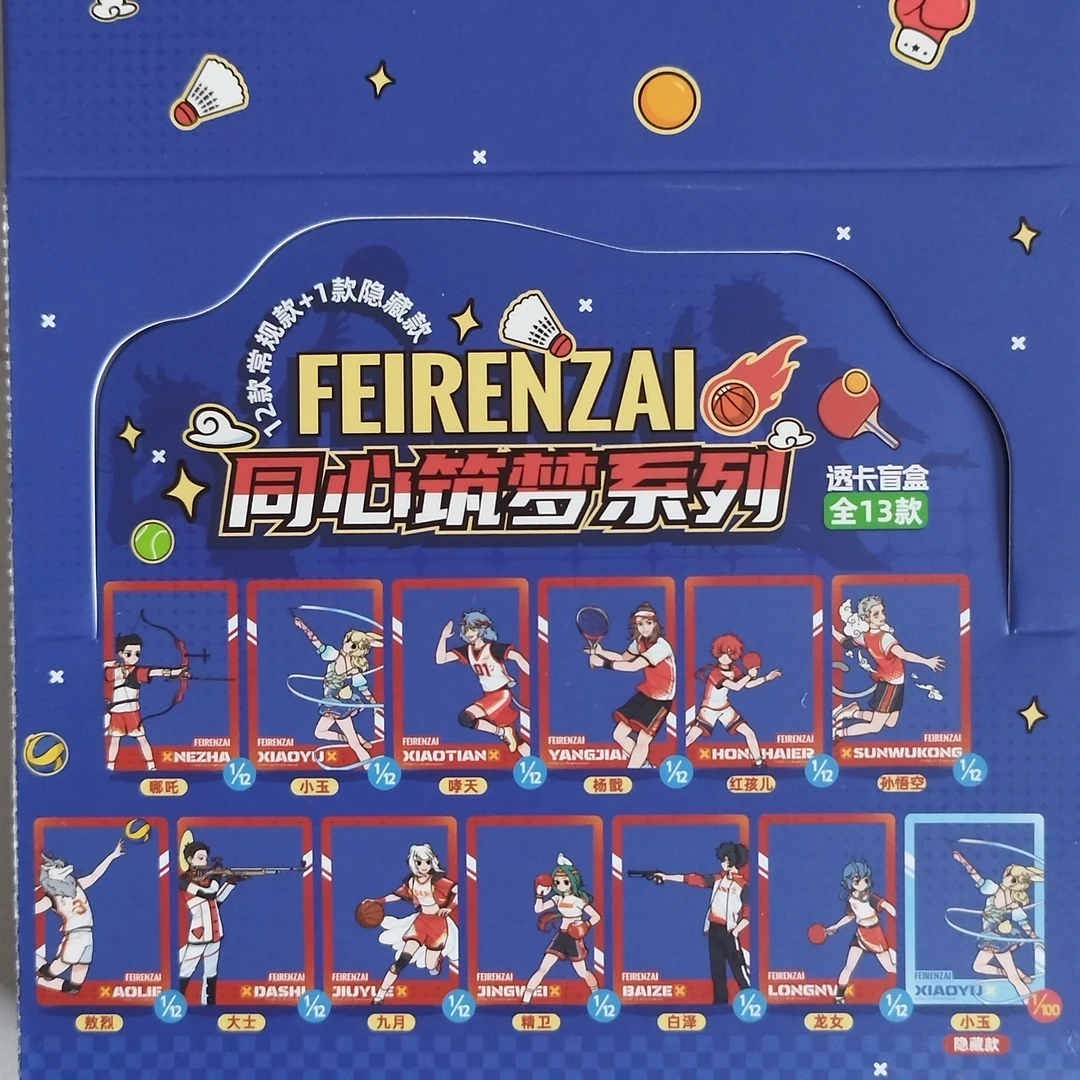 12款常规款+1款隐藏款
FEIRENZAI
同心筑梦系列
透卡盲盒
全13款
FEIRENZAI
NEZHA
1/12
哪吒
FEIRENZAI
XIAOYU
1/12
小玉
FEIRENZAI
XIAOTIAN
1/12
哮天
FEIRENZAI
YANGJIAN
1/12
杨戬
FEIRENZAI
HONGHAIER
1/12
红孩儿
FEIRENZAI
SUNWUKONG
1/12
孙悟空
3
FEIRENZAI
AOLIE
1/12
敖烈
FEIRENZAI
DASHI
1/12
大士
FEIRENZAI
JIUYUE
1/12
九月
FEIRENZAI
JINGWEI
1/12
精卫
FEIRENZAI
BAIZE
1/12
白泽
FEIRENZAI
LONGNV
1/12
龙女
FEIRENZAI
XIAOYU
1/100
小玉
隐藏款